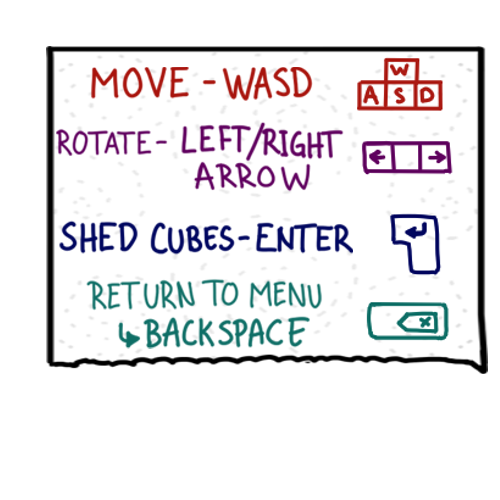 MOVE - WASD
W
A S D
ROTATE - LEFT/RIGHT
ARROW
SHED CUBES - ENTER
RETURN TO MENU
↳ BACKSPACE